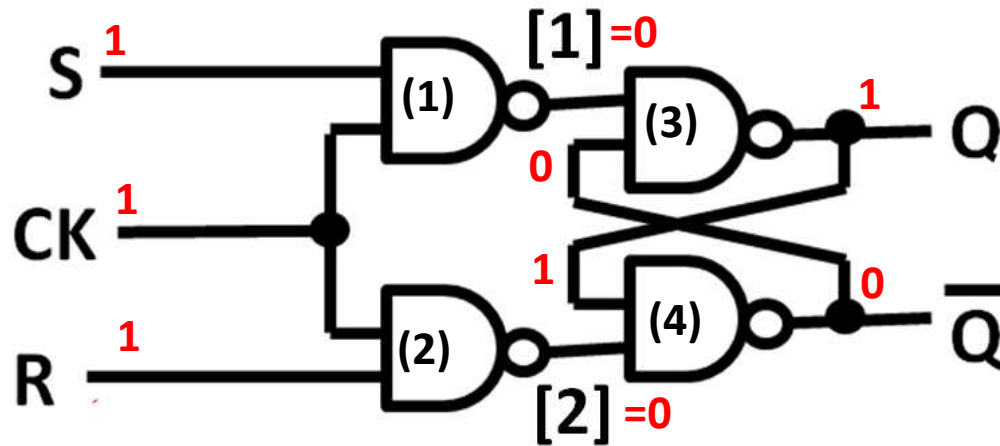 S 1
(1)
[1] =0
(3)
1
Q
0
CK 1
1
0
(2)
(4)
Q̅
R 1
[2] =0